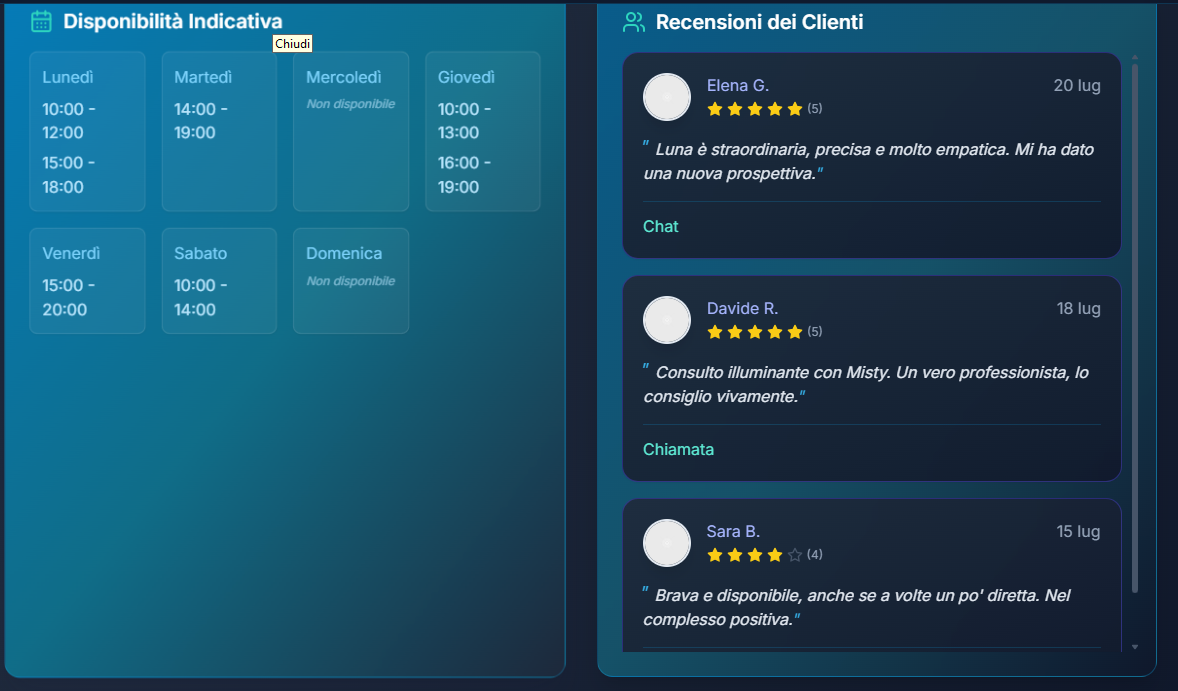 Disponibilità Indicativa
Chiudi
Lunedì
10:00 -
12:00
15:00 -
18:00
Martedì
14:00 -
19:00
Mercoledì
Non disponibile
Giovedì
10:00 -
13:00
16:00 -
19:00
Venerdì
15:00 -
20:00
Sabato
10:00 -
14:00
Domenica
Non disponibile
Recensioni dei Clienti
Elena G.
20 lug
(5)
" Luna è straordinaria, precisa e molto empatica. Mi ha dato
una nuova prospettiva."
Chat
Davide R.
18 lug
(5)
" Consulto illuminante con Misty. Un vero professionista, lo
consiglio vivamente."
Chiamata
Sara B.
15 lug
(4)
" Brava e disponibile, anche se a volte un po' diretta. Nel
complesso positiva."